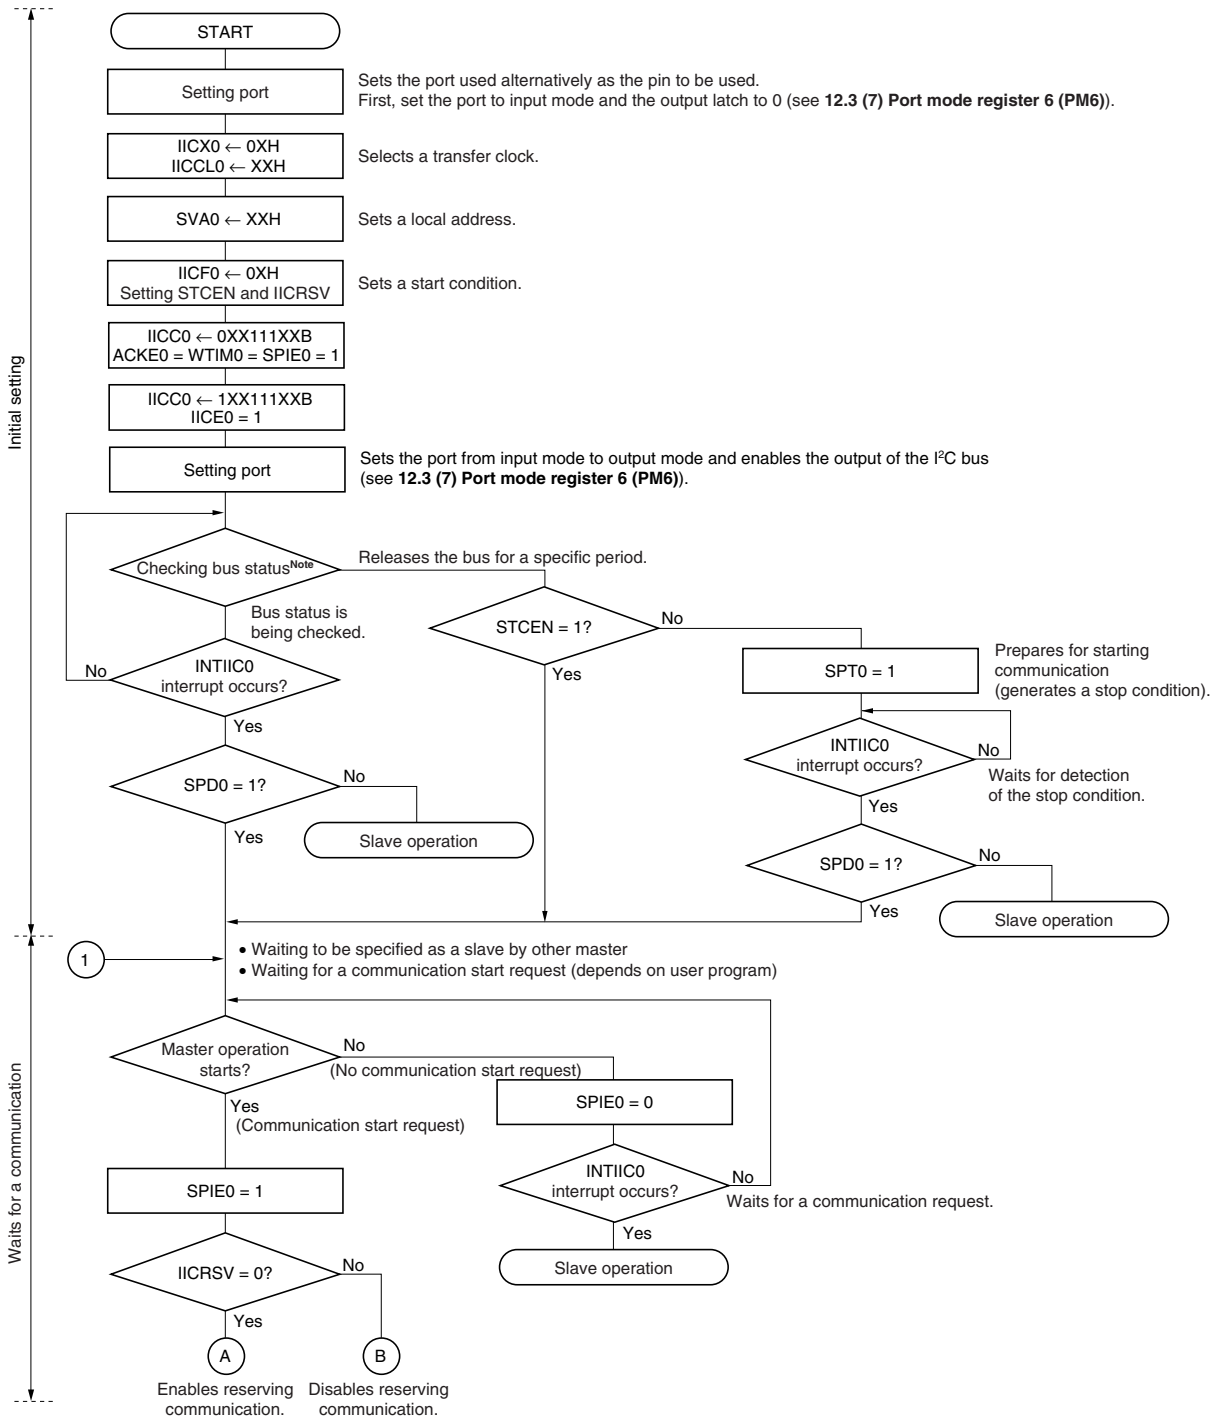 START
Setting port
Sets the port used alternatively as the pin to be used.
First, set the port to input mode and the output latch to 0 (see 12.3 (7) Port mode register 6 (PM6)).
IICX0 ← 0XH
IICCL0 ← XXH
Selects a transfer clock.
SVA0 ← XXH
Sets a local address.
IICF0 ← 0XH
Setting STCEN and IICRSV
Sets a start condition.
IICC0 ← 0XX111XXB
ACKE0 = WTIM0 = SPIE0 = 1
IICC0 ← 1XX111XXB
IICE0 = 1
Setting port
Sets the port from input mode to output mode and enables the output of the I²C bus
(see 12.3 (7) Port mode register 6 (PM6)).
Initial setting
Checking bus statusNote
Releases the bus for a specific period.
Bus status is
being checked.
STCEN = 1?
No
Yes
SPT0 = 1
Prepares for starting
communication
(generates a stop condition).
No
INTIIC0
interrupt occurs?
Yes
INTIIC0
interrupt occurs?
No
Waits for detection
of the stop condition.
Yes
SPD0 = 1?
No
Yes
Slave operation
SPD0 = 1?
No
Yes
Slave operation
1
• Waiting to be specified as a slave by other master
• Waiting for a communication start request (depends on user program)
Waits for a communication
Master operation
starts?
No
(No communication start request)
Yes
(Communication start request)
SPIE0 = 0
SPIE0 = 1
INTIIC0
interrupt occurs?
No
Waits for a communication request.
Yes
Slave operation
IICRSV = 0?
No
Yes
A
B
Enables reserving
communication.
Disables reserving
communication.